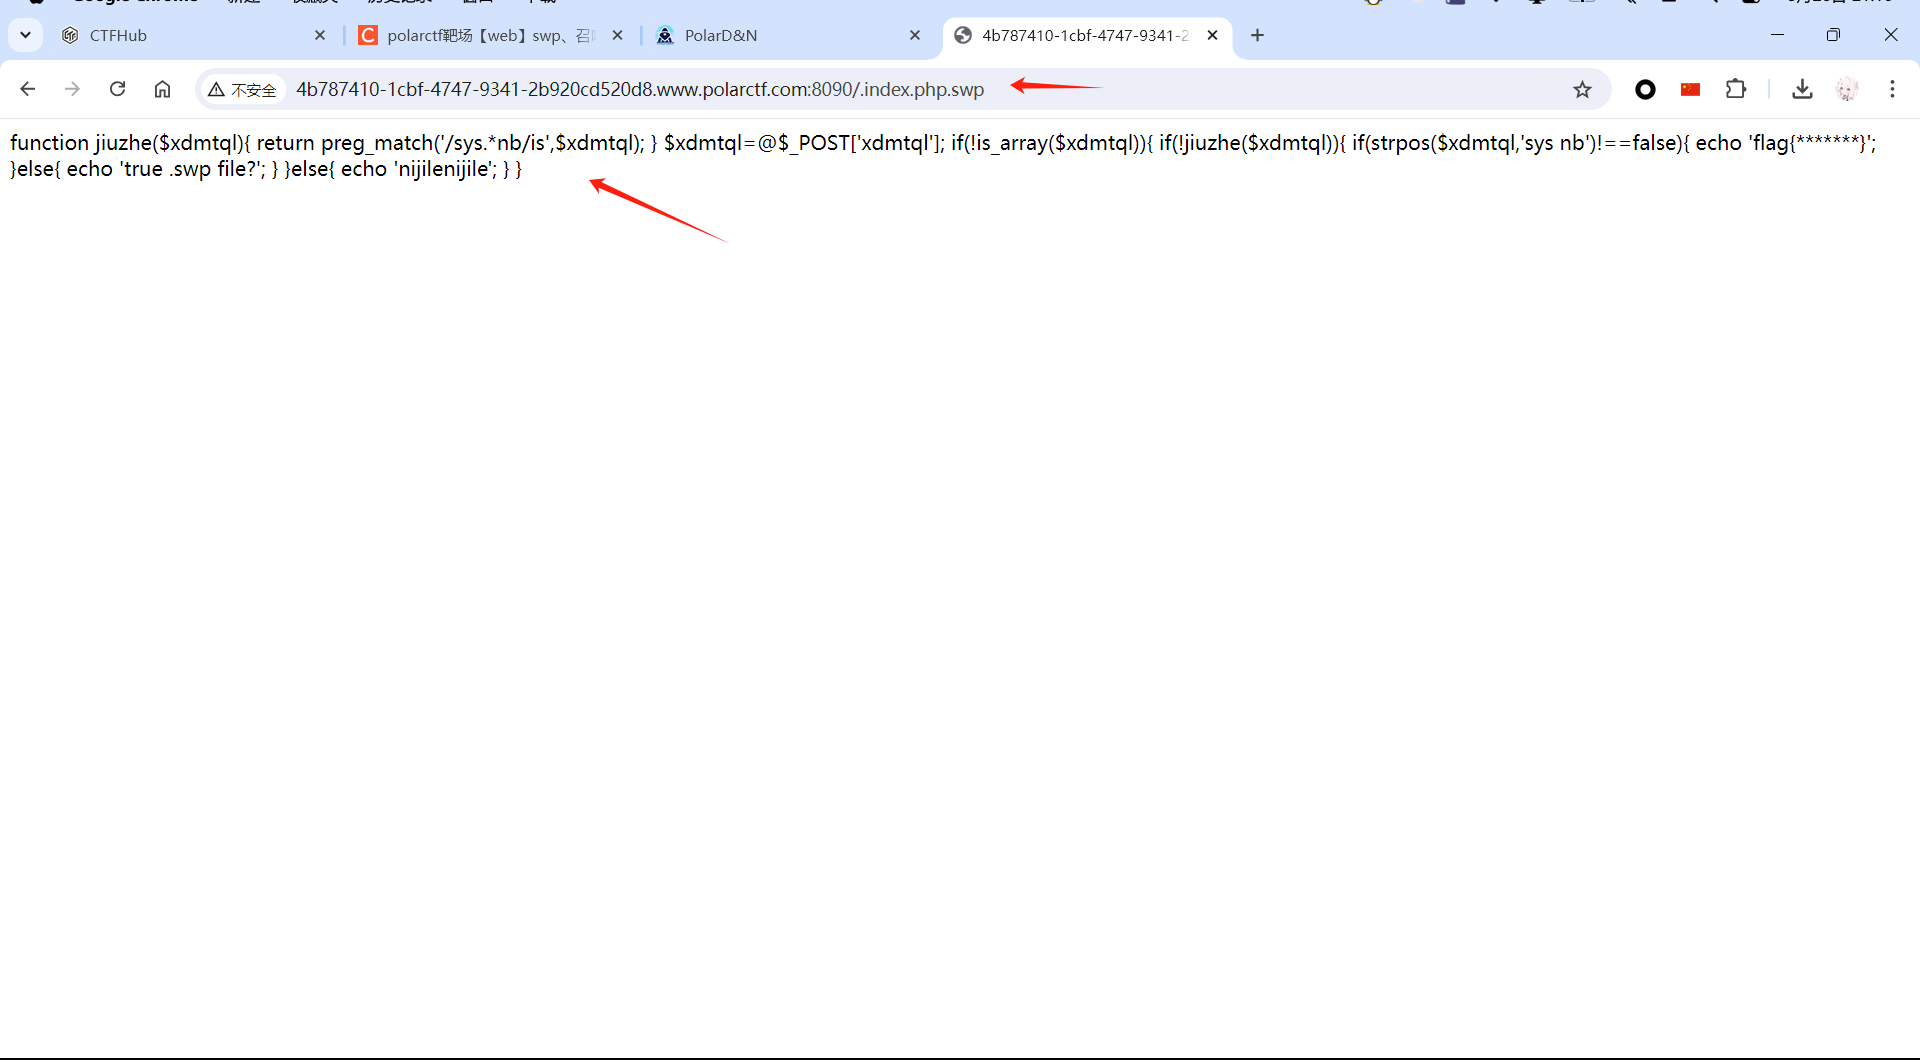 CTFHub
polarctf靶场【web】swp、召
PolarD&N
4b787410-1cbf-4747-9341-2
不安全
4b787410-1cbf-4747-9341-2b920cd520d8.www.polarctf.com:8090/.index.php.swp
function jiuzhe($xdmtql){ return preg_match('/sys.*nb/is',$xdmtql); } $xdmtql=@$_POST['xdmtql']; if(!is_array($xdmtql)){ if(!jiuzhe($xdmtql)){ if(strpos($xdmtql,'sys nb')!==false){ echo 'flag{*******}';
}else{ echo 'true .swp file?'; } }else{ echo 'nijilenijile'; } }